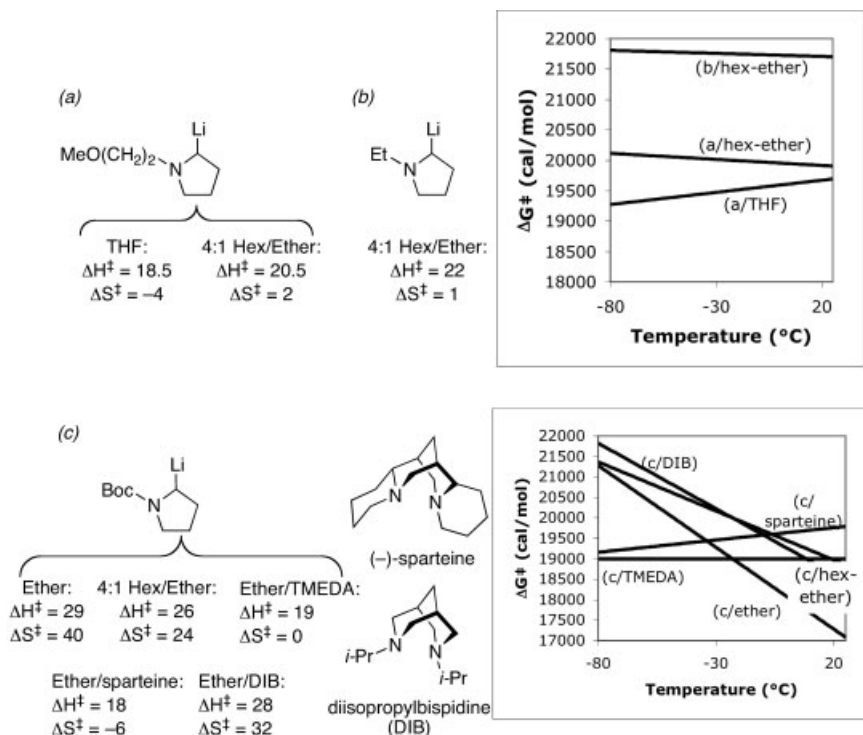 (a)
Li
MeO(CH2)2
N
THF:
ΔH‡ = 18.5
ΔS‡ = –4
4:1 Hex/Ether:
ΔH‡ = 20.5
ΔS‡ = 2
(b)
Li
Et
N
4:1 Hex/Ether:
ΔH‡ = 22
ΔS‡ = 1
ΔG‡ (cal/mol)
22000
21500
21000
20500
20000
19500
19000
18500
18000
(b/hex-ether)
(a/hex-ether)
(a/THF)
-80
-30
20
Temperature (°C)
(c)
Li
Boc
N
Ether:
ΔH‡ = 29
ΔS‡ = 40
4:1 Hex/Ether:
ΔH‡ = 26
ΔS‡ = 24
Ether/TMEDA:
ΔH‡ = 19
ΔS‡ = 0
Ether/sparteine:
ΔH‡ = 18
ΔS‡ = –6
Ether/DIB:
ΔH‡ = 28
ΔS‡ = 32
N
N
(–)-sparteine
N
i-Pr
N
i-Pr
diisopropylbispidine
(DIB)
ΔG‡ (cal/mol)
22000
21500
21000
20500
20000
19500
19000
18500
18000
17500
17000
(c/DIB)
(c/
sparteine)
(c/TMEDA)
(c/hex-
ether)
(c/ether)
-80
-30
20
Temperature (°C)